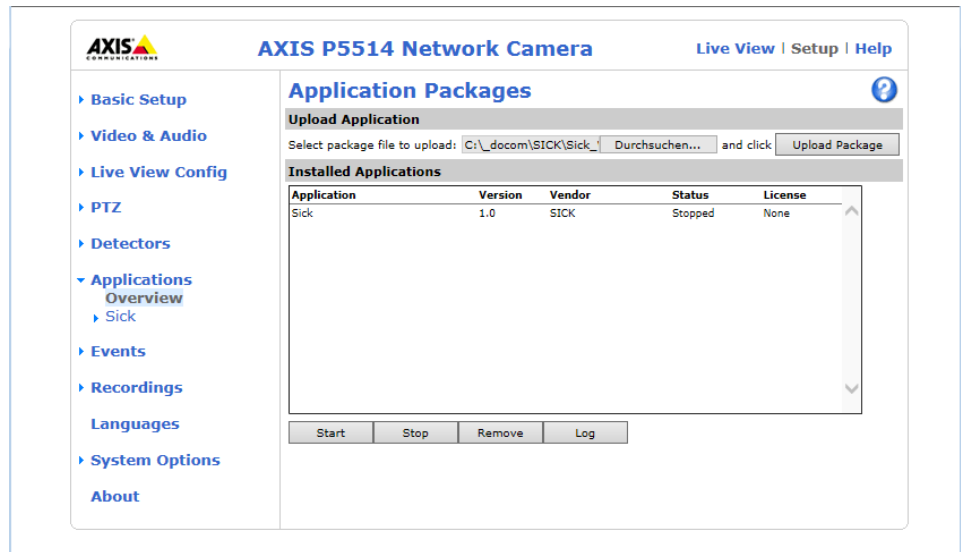 AXIS
COMMUNICATIONS
AXIS P5514 Network Camera
Live View | Setup | Help
Basic Setup
Video & Audio
Live View Config
PTZ
Detectors
Applications
Overview
Sick
Events
Recordings
Languages
System Options
About
Application Packages
Upload Application
Select package file to upload: C:\_docom\SICK\Sick_ Durchsuchen... and click Upload Package
Installed Applications
Application Version Vendor Status License
Sick 1.0 SICK Stopped None
Start Stop Remove Log